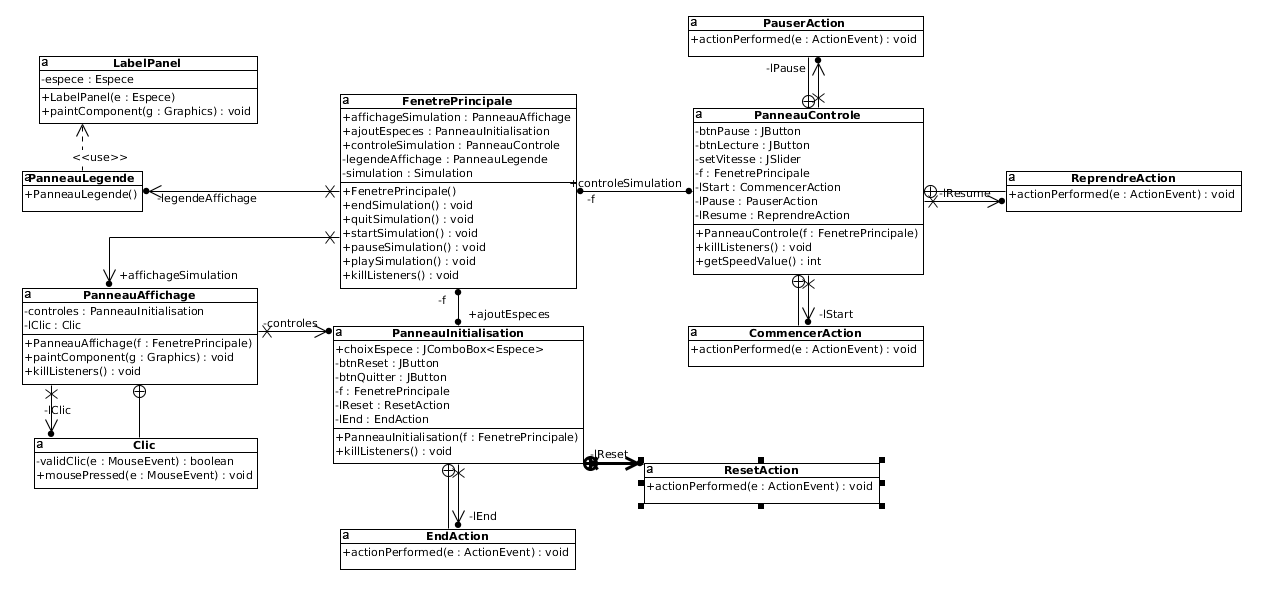 a
PauserAction
+actionPerformed(e : ActionEvent) : void
-lPause
a
LabelPanel
-espece : Espece
+LabelPanel(e : Espece)
+paintComponent(g : Graphics) : void
<<use>>
a
PanneauLegende
+PanneauLegende()
-legendeAffichage
a
FenetrePrincipale
+affichageSimulation : PanneauAffichage
+ajoutEspeces : PanneauInitialisation
+controleSimulation : PanneauControle
-legendeAffichage : PanneauLegende
-simulation : Simulation
+FenetrePrincipale()
+endSimulation() : void
+quitSimulation() : void
+startSimulation() : void
+pauseSimulation() : void
+playSimulation() : void
+killListeners() : void
+controleSimulation
-f
a
PanneauControle
-btnPause : JButton
-btnLecture : JButton
-setVitesse : JSlider
-f : FenetrePrincipale
-lStart : CommencerAction
-lPause : PauserAction
-lResume : ReprendreAction
+PanneauControle(f : FenetrePrincipale)
+killListeners() : void
+getSpeedValue() : int
-lResume
a
ReprendreAction
+actionPerformed(e : ActionEvent) : void
-lStart
a
CommencerAction
+actionPerformed(e : ActionEvent) : void
+affichageSimulation
a
PanneauAffichage
-controles : PanneauInitialisation
-lClic : Clic
+PanneauAffichage(f : FenetrePrincipale)
+paintComponent(g : Graphics) : void
+killListeners() : void
-controles
-f
+ajoutEspeces
a
PanneauInitialisation
+choixEspece : JComboBox<Espece>
-btnReset : JButton
-btnQuitter : JButton
-f : FenetrePrincipale
-lReset : ResetAction
-lEnd : EndAction
+PanneauInitialisation(f : FenetrePrincipale)
+killListeners() : void
-lClic
a
Clic
-validClic(e : MouseEvent) : boolean
+mousePressed(e : MouseEvent) : void
-lReset
a
ResetAction
+actionPerformed(e : ActionEvent) : void
-lEnd
a
EndAction
+actionPerformed(e : ActionEvent) : void